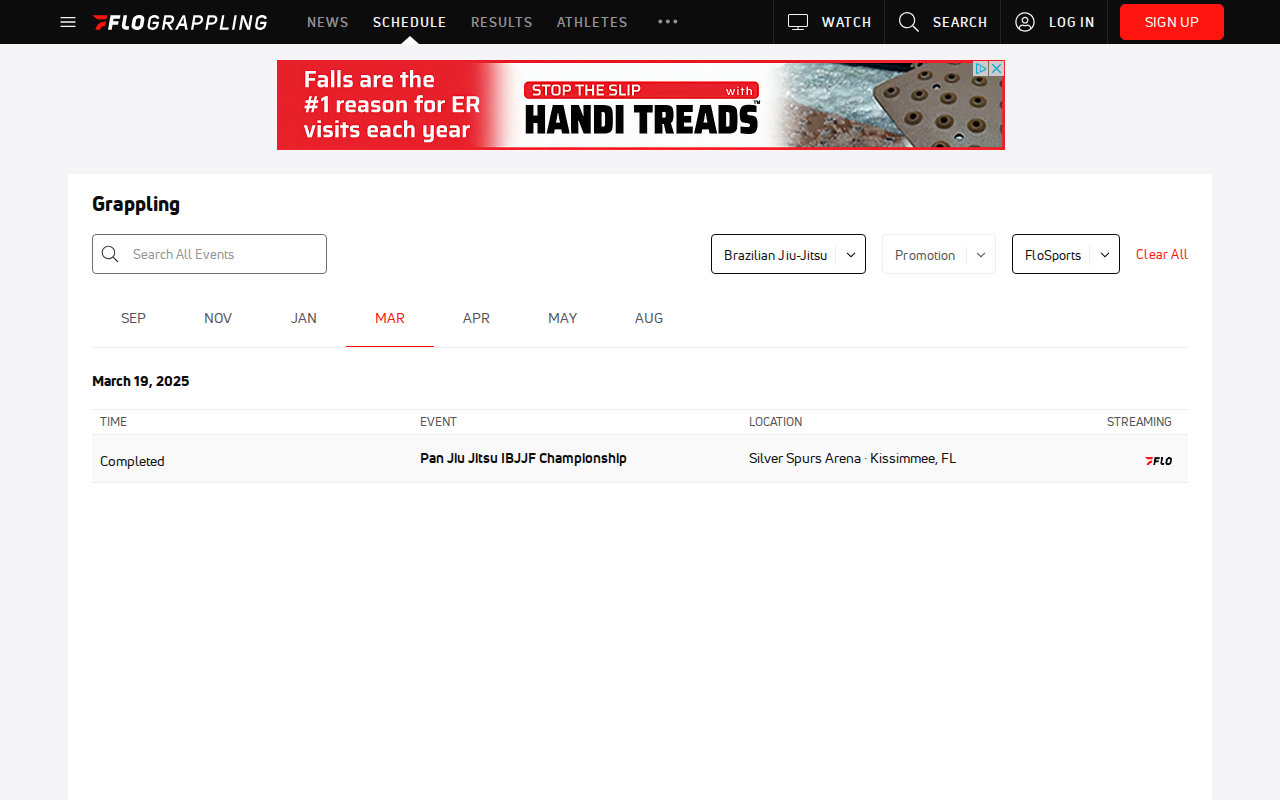 FLOGRAPPLING NEWS SCHEDULE RESULTS ATHLETES WATCH SEARCH LOG IN SIGN UP
Falls are the
#1 reason for ER
visits each year
STOP THE SLIP with
HANDI TREADS™
Grappling
Search All Events Brazilian Jiu-Jitsu Promotion FloSports Clear All
SEP NOV JAN MAR APR MAY AUG
March 19, 2025
TIME EVENT LOCATION STREAMING
Completed Pan Jiu Jitsu IBJJF Championship Silver Spurs Arena · Kissimmee, FL FLO